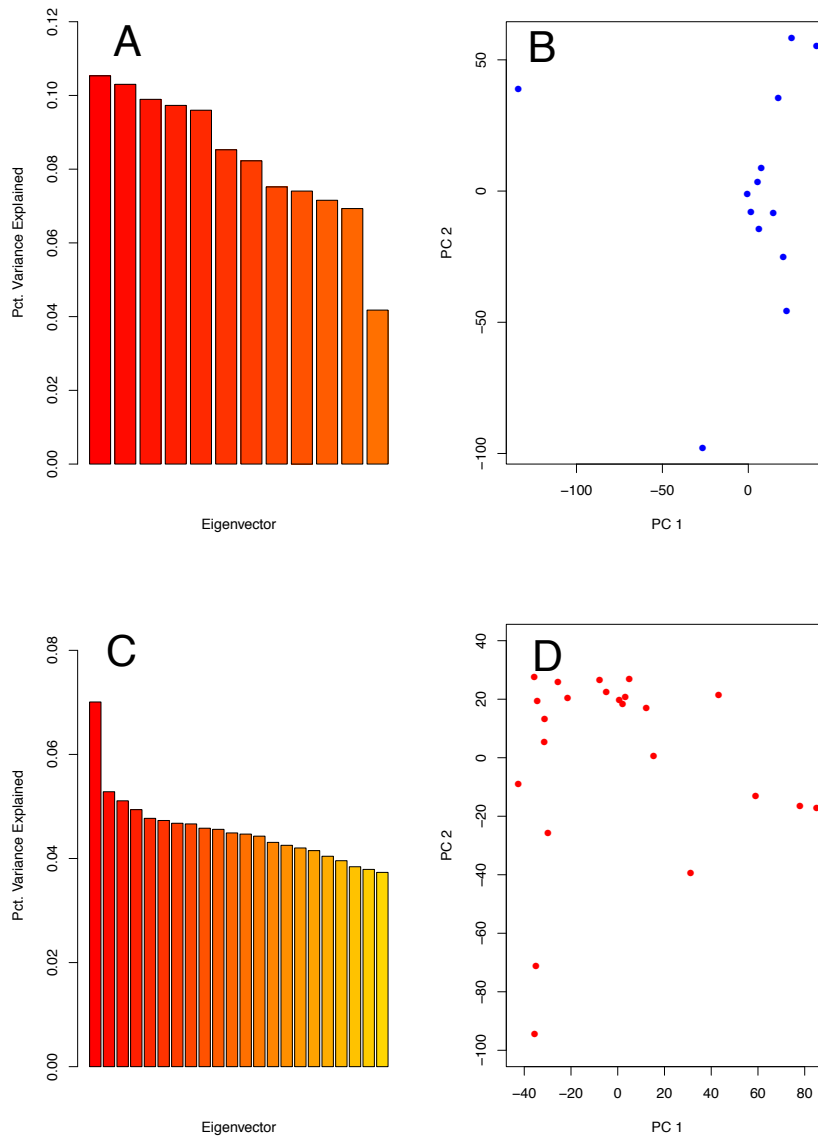 A
Pct. Variance Explained
0.00 0.02 0.04 0.06 0.08 0.10 0.12
Eigenvector
B
PC 2
−100 −50 0 50
−100 −50 0
PC 1
C
Pct. Variance Explained
0.00 0.02 0.04 0.06 0.08
Eigenvector
D
PC 2
−100 −80 −60 −40 −20 0 20 40
−40 −20 0 20 40 60 80
PC 1